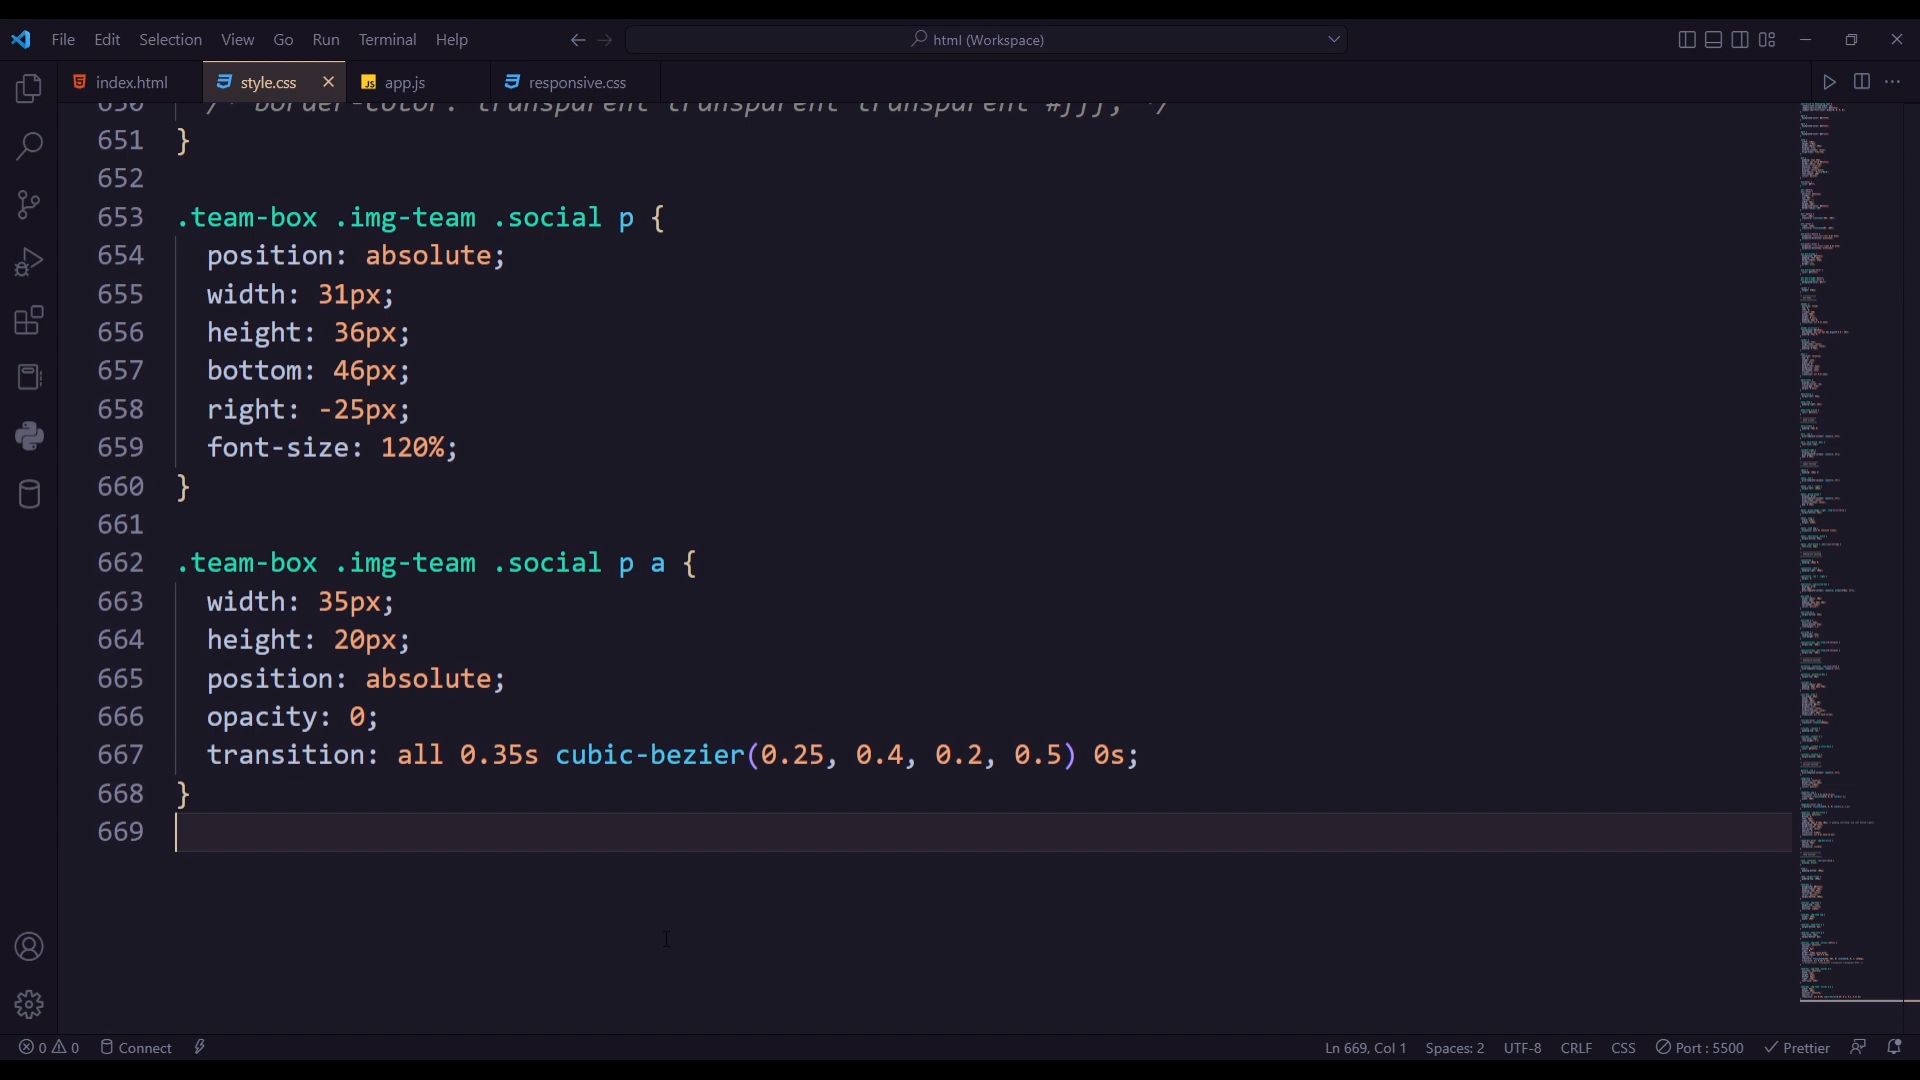 File Edit Selection View Go Run Terminal Help
html (Workspace)
index.html style.css app.js responsive.css
650 /* border-color: transparent transparent transparent #fff; */
651 }
652
653 .team-box .img-team .social p {
654 position: absolute;
655 width: 31px;
656 height: 36px;
657 bottom: 46px;
658 right: -25px;
659 font-size: 120%;
660 }
661
662 .team-box .img-team .social p a {
663 width: 35px;
664 height: 20px;
665 position: absolute;
666 opacity: 0;
667 transition: all 0.35s cubic-bezier(0.25, 0.4, 0.2, 0.5) 0s;
668 }
669
0 0 Connect Ln 669, Col 1 Spaces: 2 UTF-8 CRLF CSS Port : 5500 Prettier